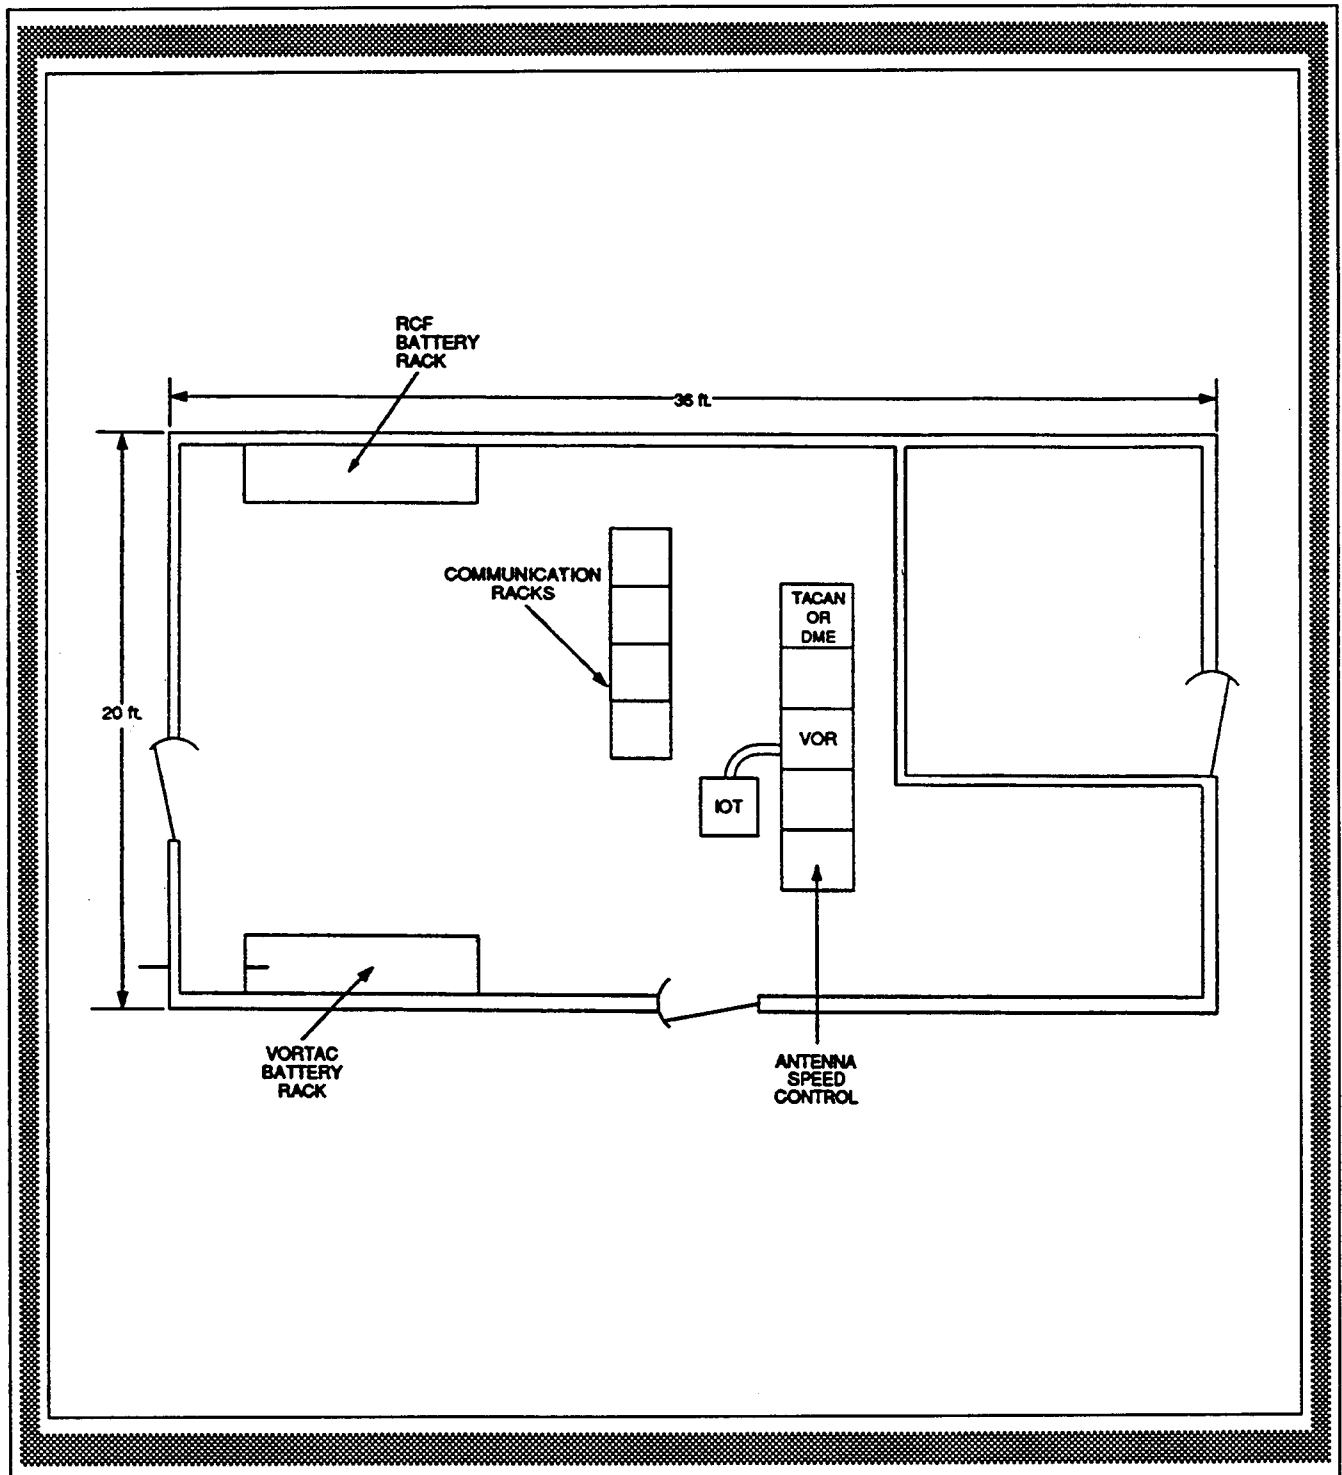 RCF
BATTERY
RACK
36 ft.
COMMUNICATION
RACKS
TACAN
OR
DME
20 ft.
VOR
IOT
VORTAC
BATTERY
RACK
ANTENNA
SPEED
CONTROL